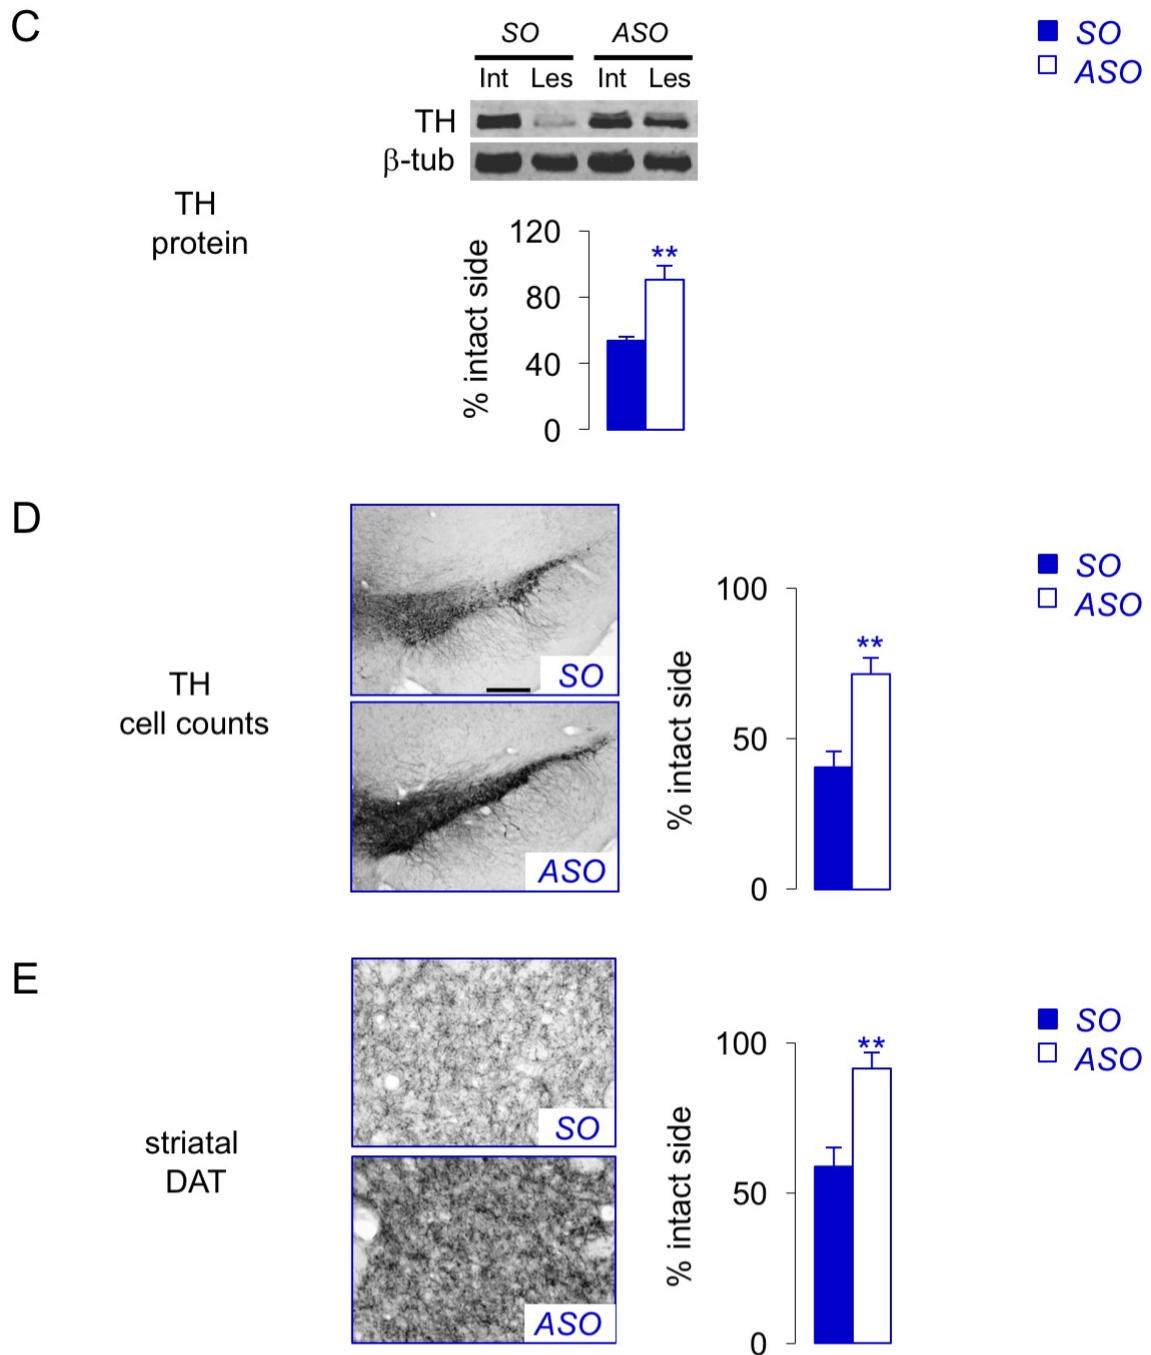 C
SO ASO
Int Les Int Les
TH
β-tub
SO
ASO
TH
protein
% intact side
120
80
40
0
**
D
TH
cell counts
SO
ASO
% intact side
100
50
0
**
SO
ASO
E
striatal
DAT
SO
ASO
% intact side
100
50
0
**
SO
ASO